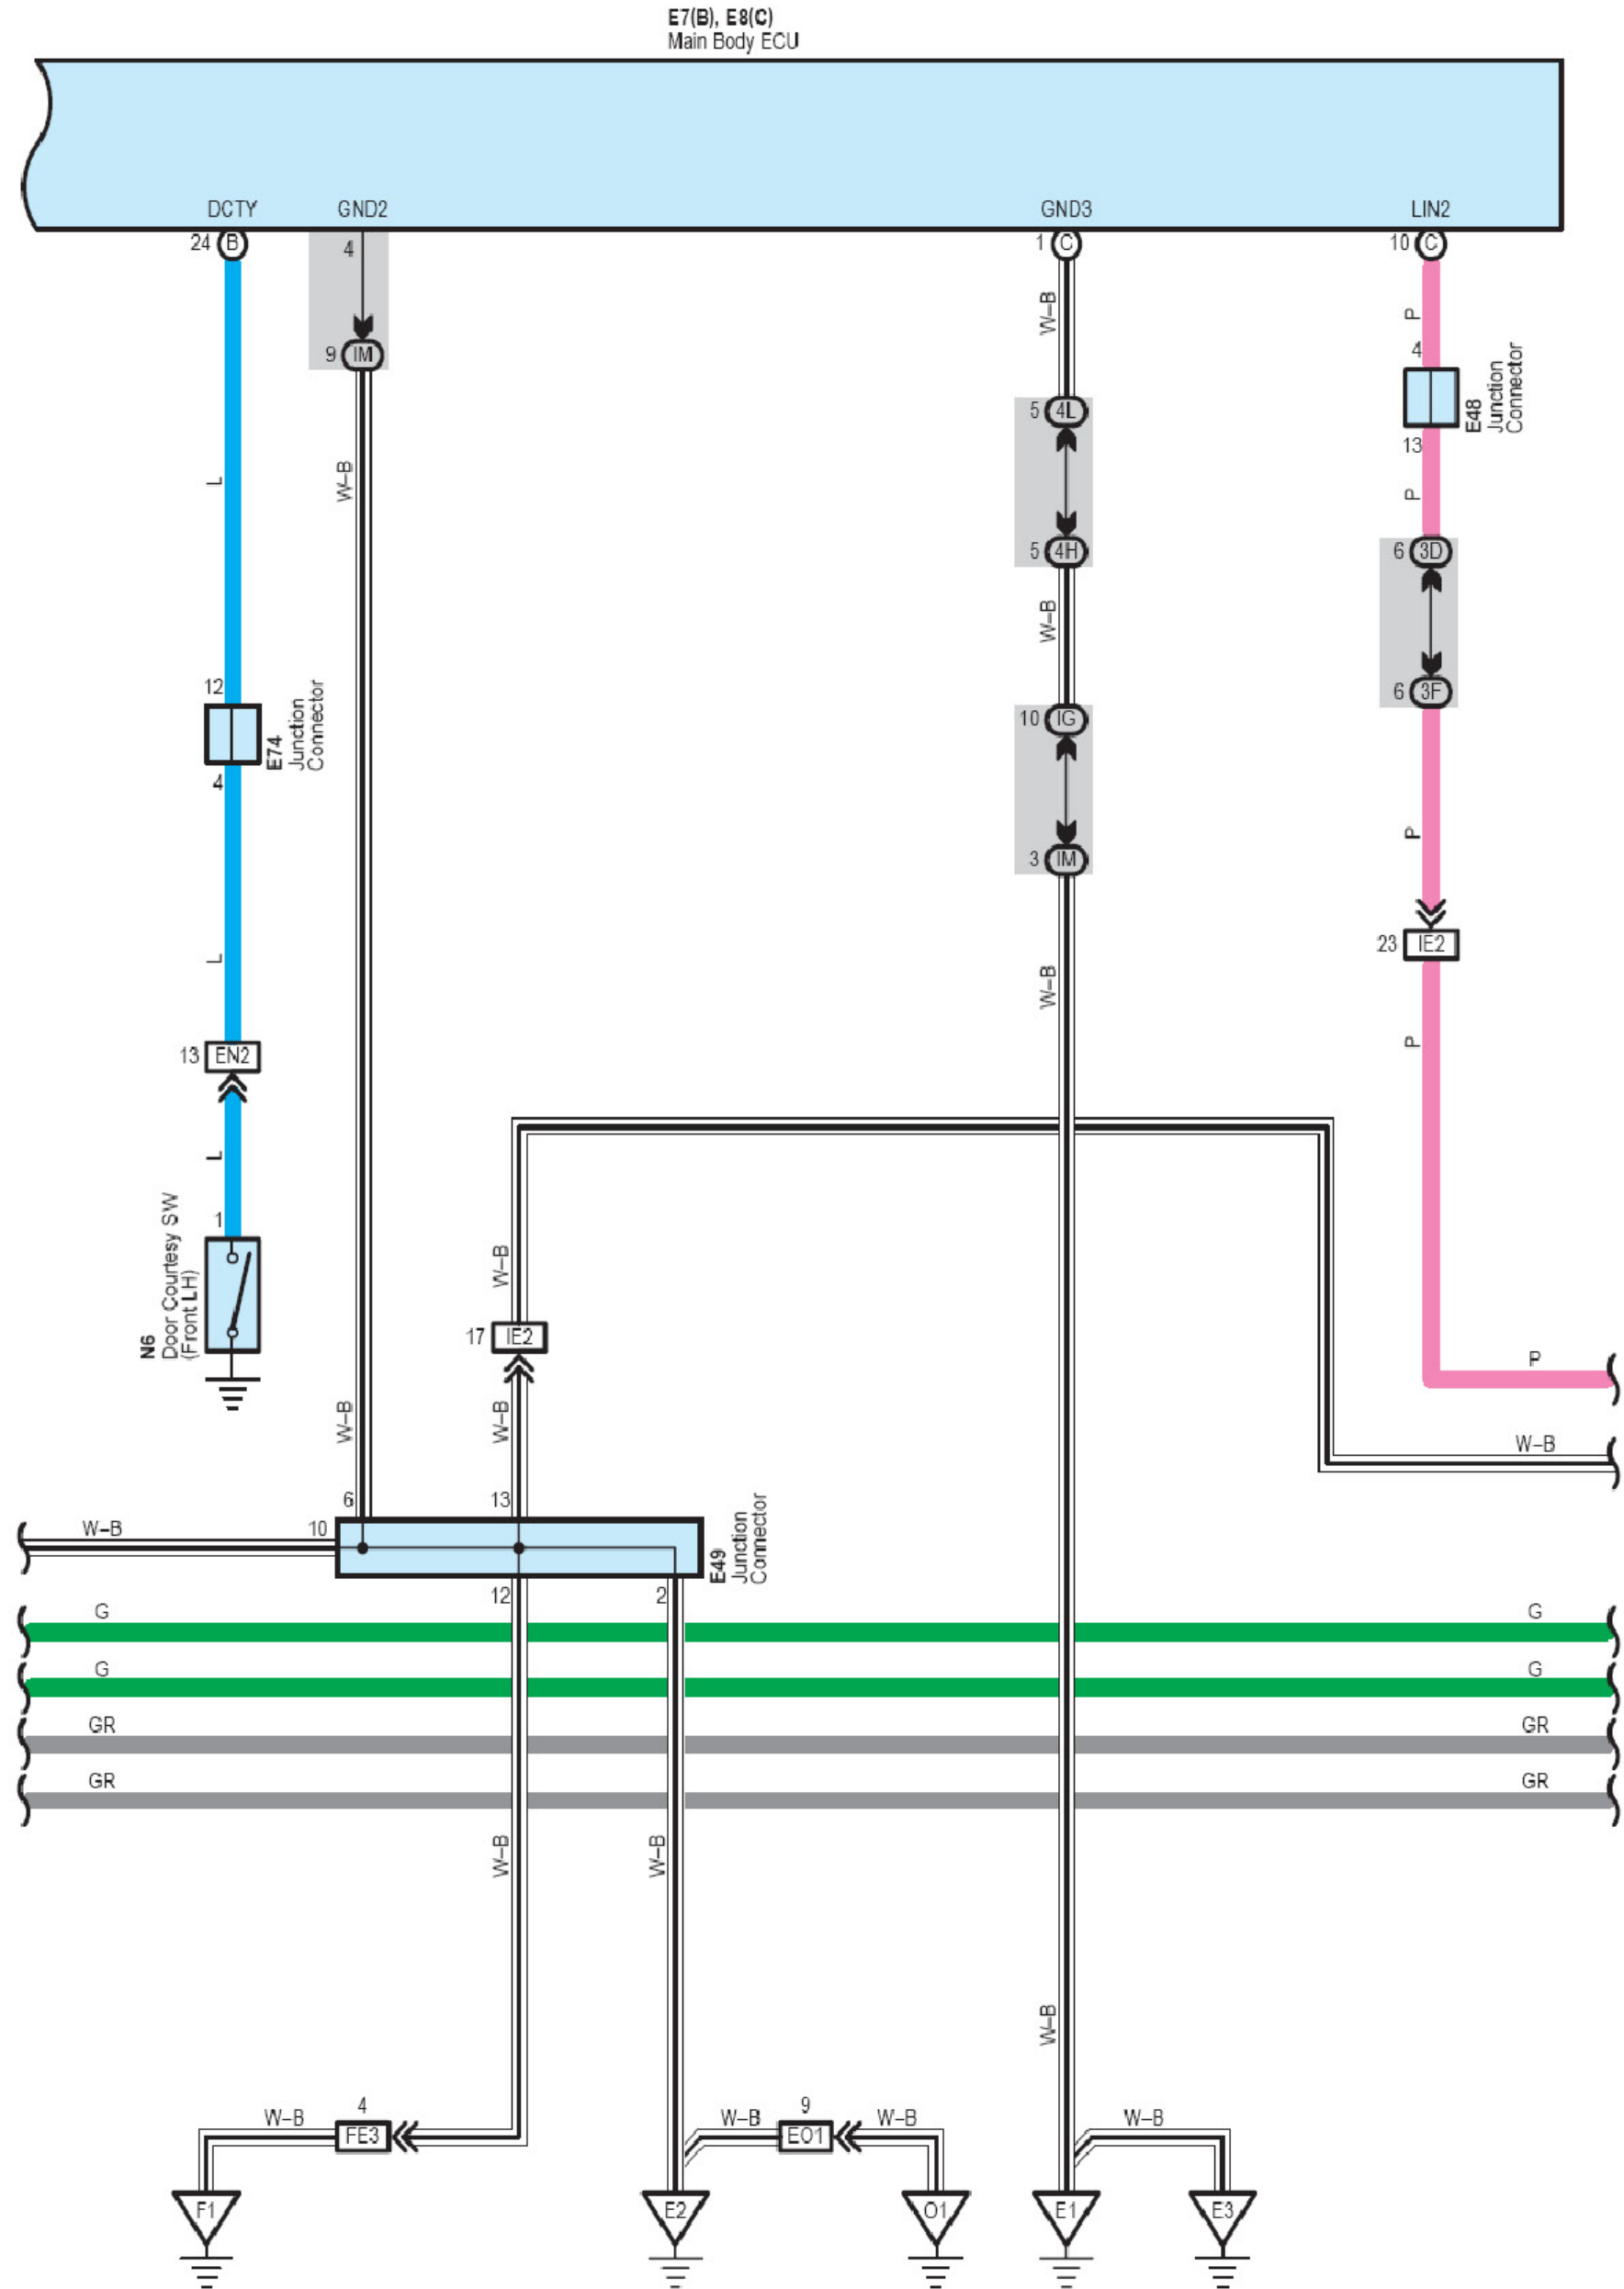 E7(B), E8(C)
Main Body ECU
DCTY
GND2
GND3
LIN2
24 B
4
1 C
10 C
9 IM
W–B
P
4
E48
Junction
Connector
13
5 4L
L
W–B
P
5 4H
6 3D
W–B
12
E74
Junction
Connector
4
10 IG
6 3F
3 IM
P
L
W–B
23 IE2
P
13 EN2
L
1
N6
Door Courtesy SW
(Front LH)
W–B
17 IE2
P
W–B
W–B
W–B
6
13
W–B
10
E49
Junction
Connector
12
2
G
G
G
G
GR
GR
GR
GR
W–B
W–B
W–B
W–B
4
FE3
W–B
9
EO1
W–B
W–B
F1
E2
O1
E1
E3